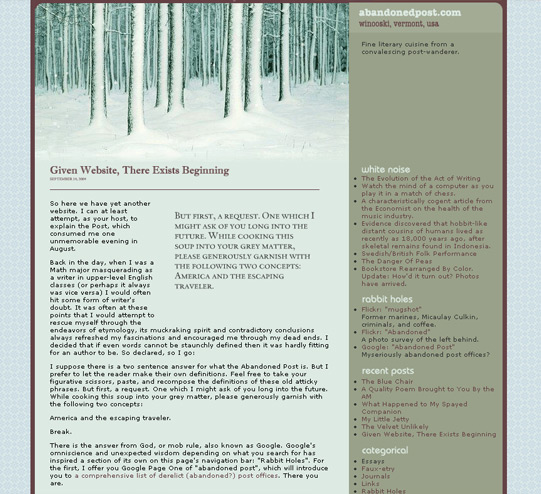 abandonedpost.com
winooski, vermont, usa
Fine literary cuisine from a
convalescing post-wanderer.
Given Website, There Exists Beginning
So here we have yet another
website. I can at least
attempt, as your host, to
explain the Post, which
consumed me one
unmemorable evening in
August.
But first, a request. One which I
might ask of you long into the
future. While cooking this
soup into your grey matter,
please generously garnish with
the following two concepts:
America and the escaping
traveler.
Back in the day, when I was a
Math major masquerading as
a writer in upper-level English
classes (or perhaps it always
was vice versa) I would often
hit some form of writer's
doubt. It was often at these
points that I would attempt to
rescue myself through the
endeavors of etymology, its muckraking spirit and contradictory conclusions
always refreshed my fascinations and encouraged me through my dead ends. I
decided that if even words cannot be staunchly defined then it was hardly fitting
for an author to be. So declared, so I go:
I suppose there is a two sentence answer for what the Abandoned Post is. But I
prefer to let the reader make their own definitions. Feel free to take your
figurative scissors, paste, and recompose the definitions of these old atticky
phrases. But first, a request. One which I might ask of you long into the future.
While cooking this soup into your grey matter, please generously garnish with
the following two concepts:
America and the escaping traveler.
Break.
There is the answer from God, or mob rule, also known as Google. Google's
omniscience and unexpected wisdom depending on what you search for has
inspired a section of its own on this page's navigation bar: "Rabbit Holes". For
the first, I offer you Google Page One of "abandoned post", which will introduce
you to a comprehensive list of derelict (abandoned?) post offices. There you
are.
white noise
The Evolution of the Act of Writing
Watch the mind of a computer as you
play it in a match of chess.
A characteristically cogent article from
the Economist on the health of the
music industry.
Evidence discovered that hobbit-like
distant cousins of humans lived as
recently as 18,000 years ago, after
skeletal remains found in Indonesia.
Swedish/British Folk Performance
The Danger Of Peas
Bookstore Rearranged By Color.
Update: How'd it turn out? Photos
have arrived.
rabbit holes
Flickr: "mugshot"
Former marines, Micaulay Culkin,
criminals, and coffee.
Flickr: "Abandoned"
A photo survey of the left behind.
Google: "Abandoned Post"
Myseriously abandoned post offices?
recent posts
The Blue Chair
A Quality Poem Brought to You By the
AM
What Happened to My Spayed
Companion
My Little Jetty
The Velvet Unlikely
Given Website, There Exists Beginning
categorical
Essays
Faux-etry
Journals
Links
Rabbit Holes